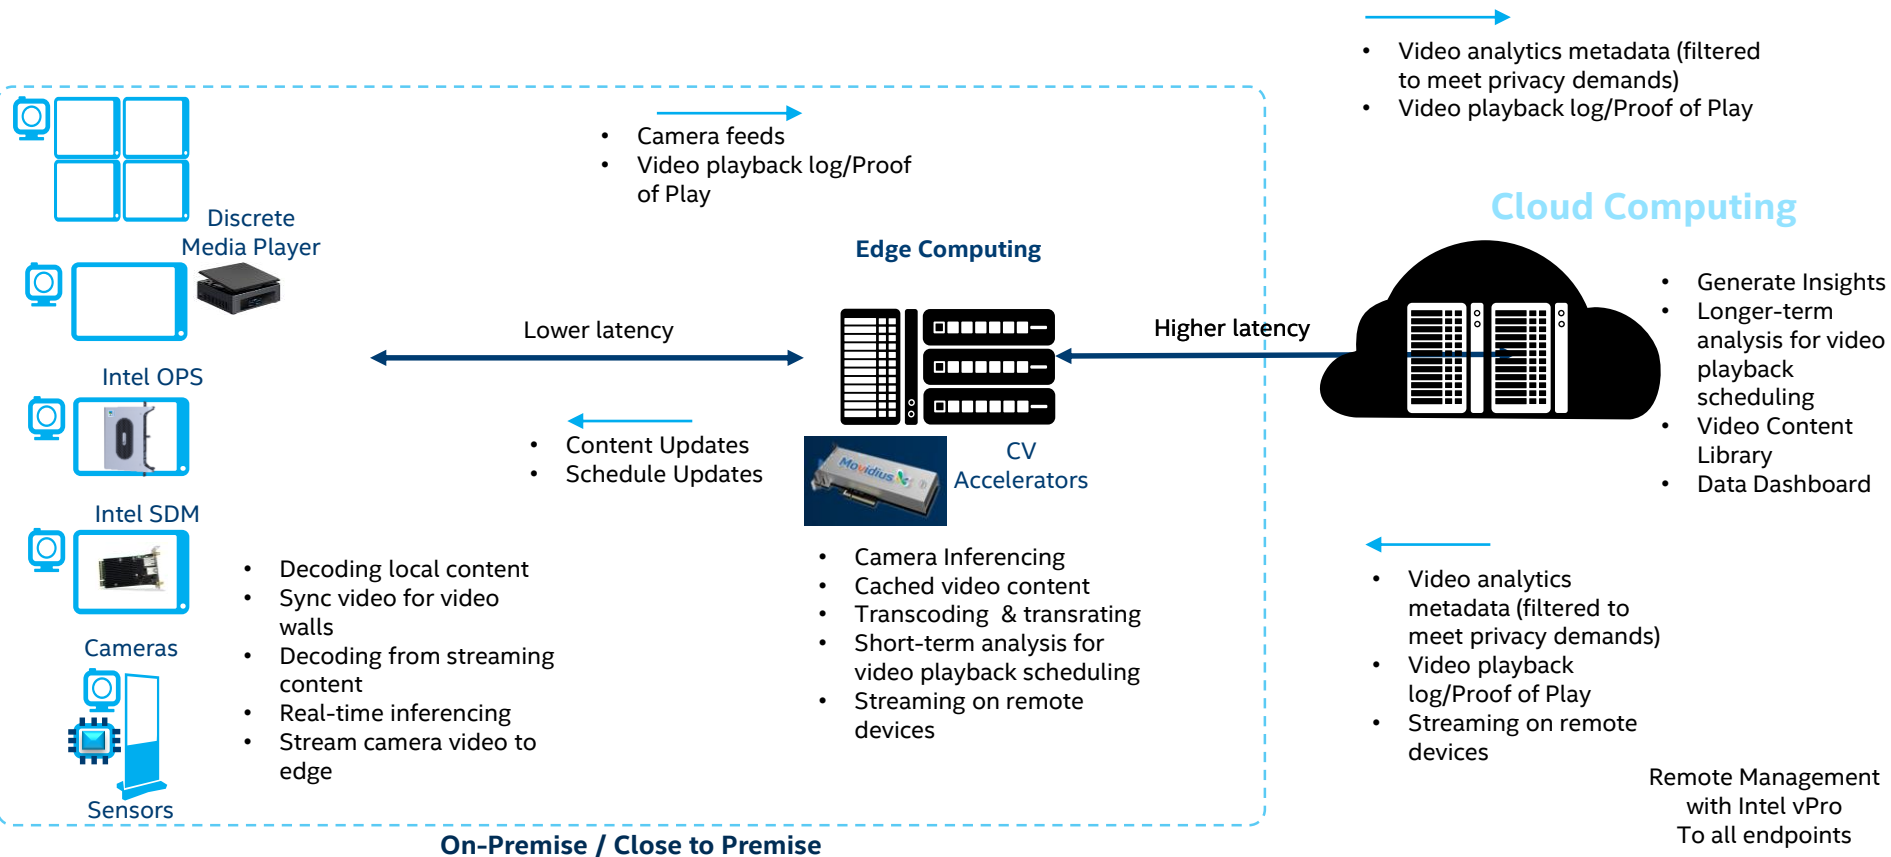 • Video analytics metadata (filtered
to meet privacy demands)
• Video playback log/Proof of Play
• Camera feeds
• Video playback log/Proof
of Play
Discrete
Media Player
Intel OPS
Intel SDM
Cameras
Sensors
• Decoding local content
• Sync video for video
walls
• Decoding from streaming
content
• Real-time inferencing
• Stream camera video to
edge
Lower latency
• Content Updates
• Schedule Updates
Edge Computing
Movidius
CV
Accelerators
• Camera Inferencing
• Cached video content
• Transcoding & transrating
• Short-term analysis for
video playback scheduling
• Streaming on remote
devices
Higher latency
Cloud Computing
• Generate Insights
• Longer-term
analysis for video
playback
scheduling
• Video Content
Library
• Data Dashboard
• Video analytics
metadata (filtered to
meet privacy demands)
• Video playback
log/Proof of Play
• Streaming on remote
devices
Remote Management
with Intel vPro
To all endpoints
On-Premise / Close to Premise